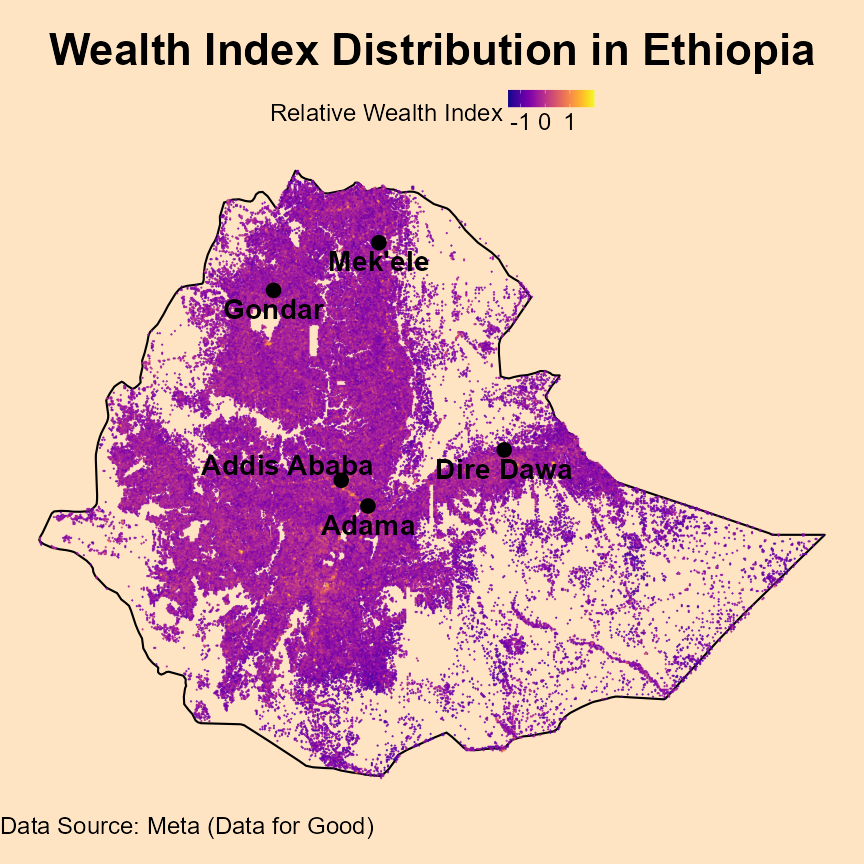 Wealth Index Distribution in Ethiopia
Relative Wealth Index
-1 0 1
Mek'ele
Gondar
Addis Ababa
Dire Dawa
Adama
Data Source: Meta (Data for Good)